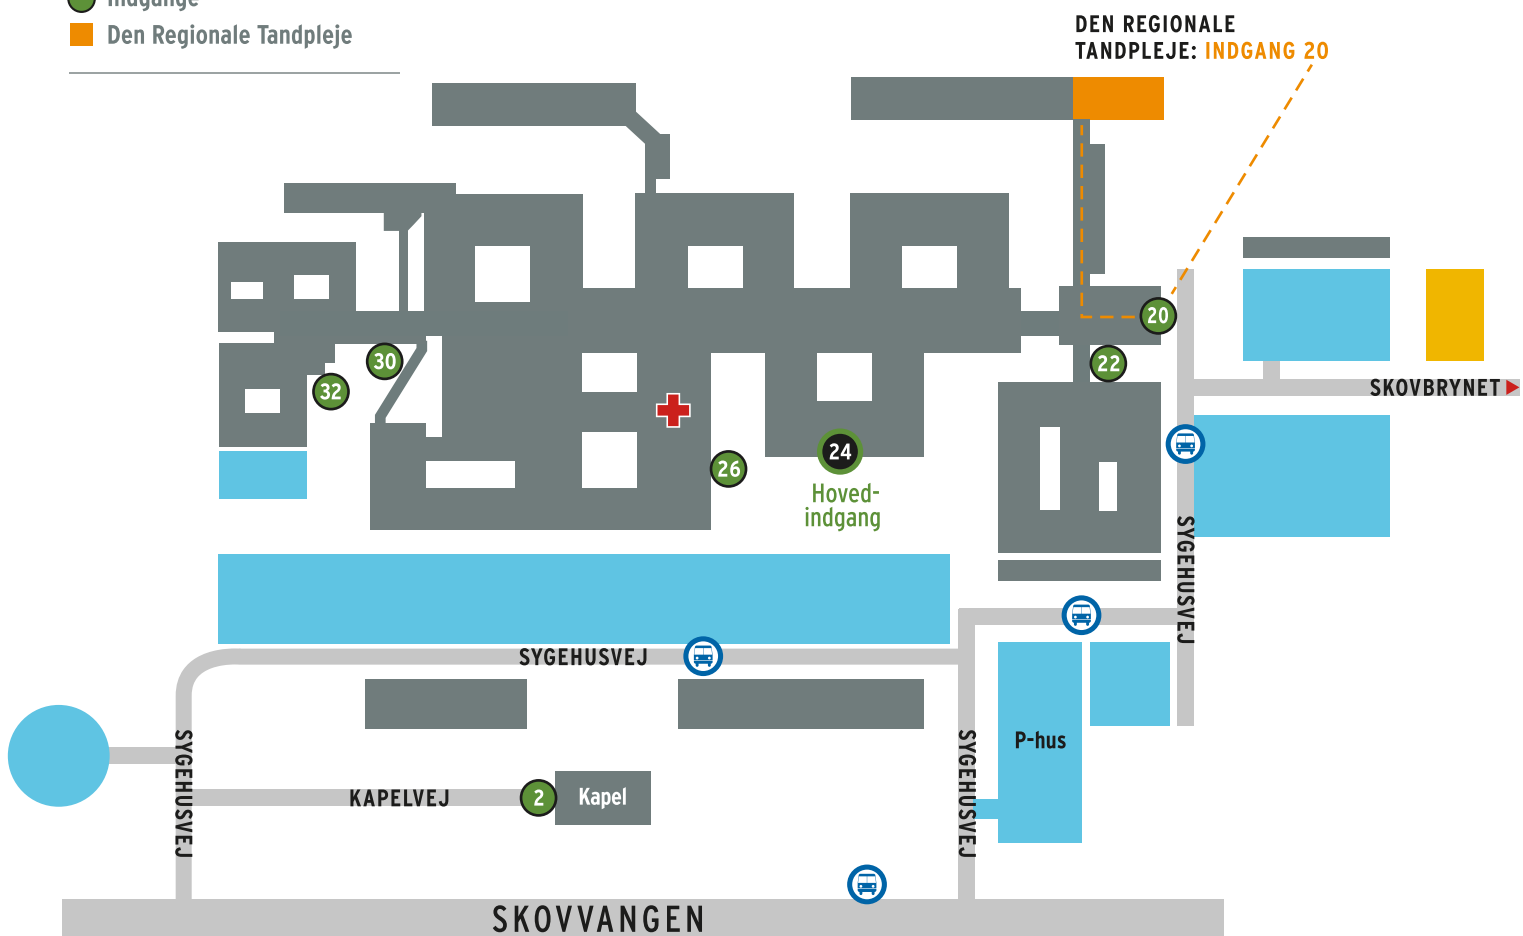 Indgange
Den Regionale Tandpleje
DEN REGIONALE
TANDPLEJE: INDGANG 20
20
22
30
32
24
26
Hoved-
indgang
SKOVBRYNET
SYGEHUSVEJ
SYGEHUSVEJ
P-hus
SYGEHUSVEJ
SYGEHUSVEJ
KAPELVEJ
2
Kapel
SKOVVANGEN